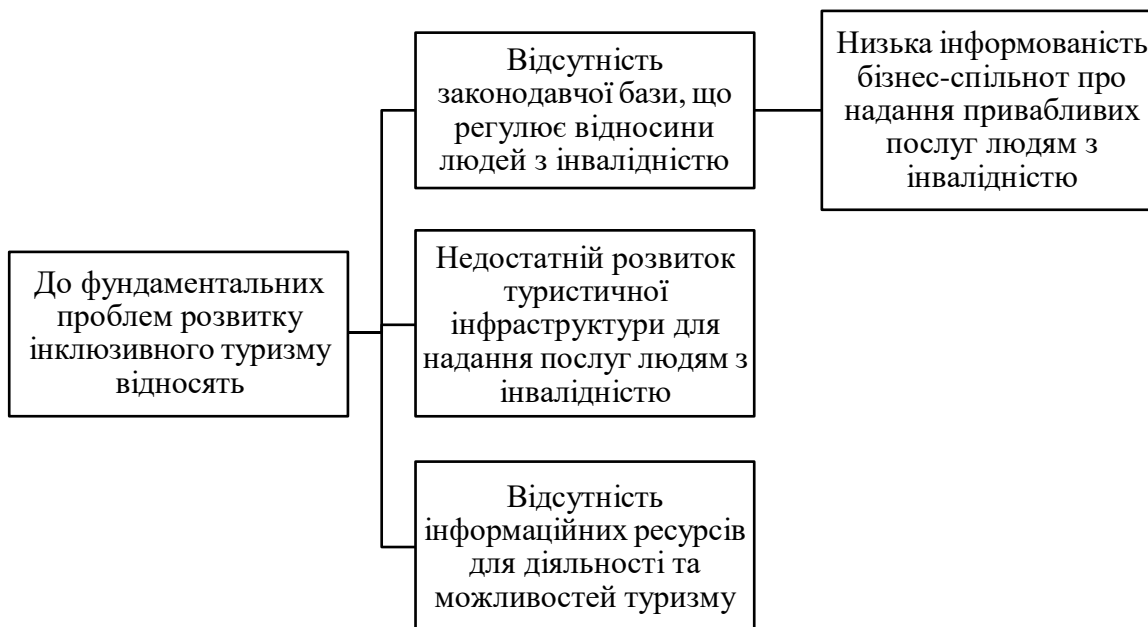 До фундаментальних
проблем розвитку
інклюзивного туризму
відносять
Відсутність
законодавчої бази, що
регулює відносини
людей з інвалідністю
Низька інформованість
бізнес-спільнот про
надання привабливих
послуг людям з
інвалідністю
Недостатній розвиток
туристичної
інфраструктури для
надання послуг людям з
інвалідністю
Відсутність
інформаційних ресурсів
для діяльності та
можливостей туризму